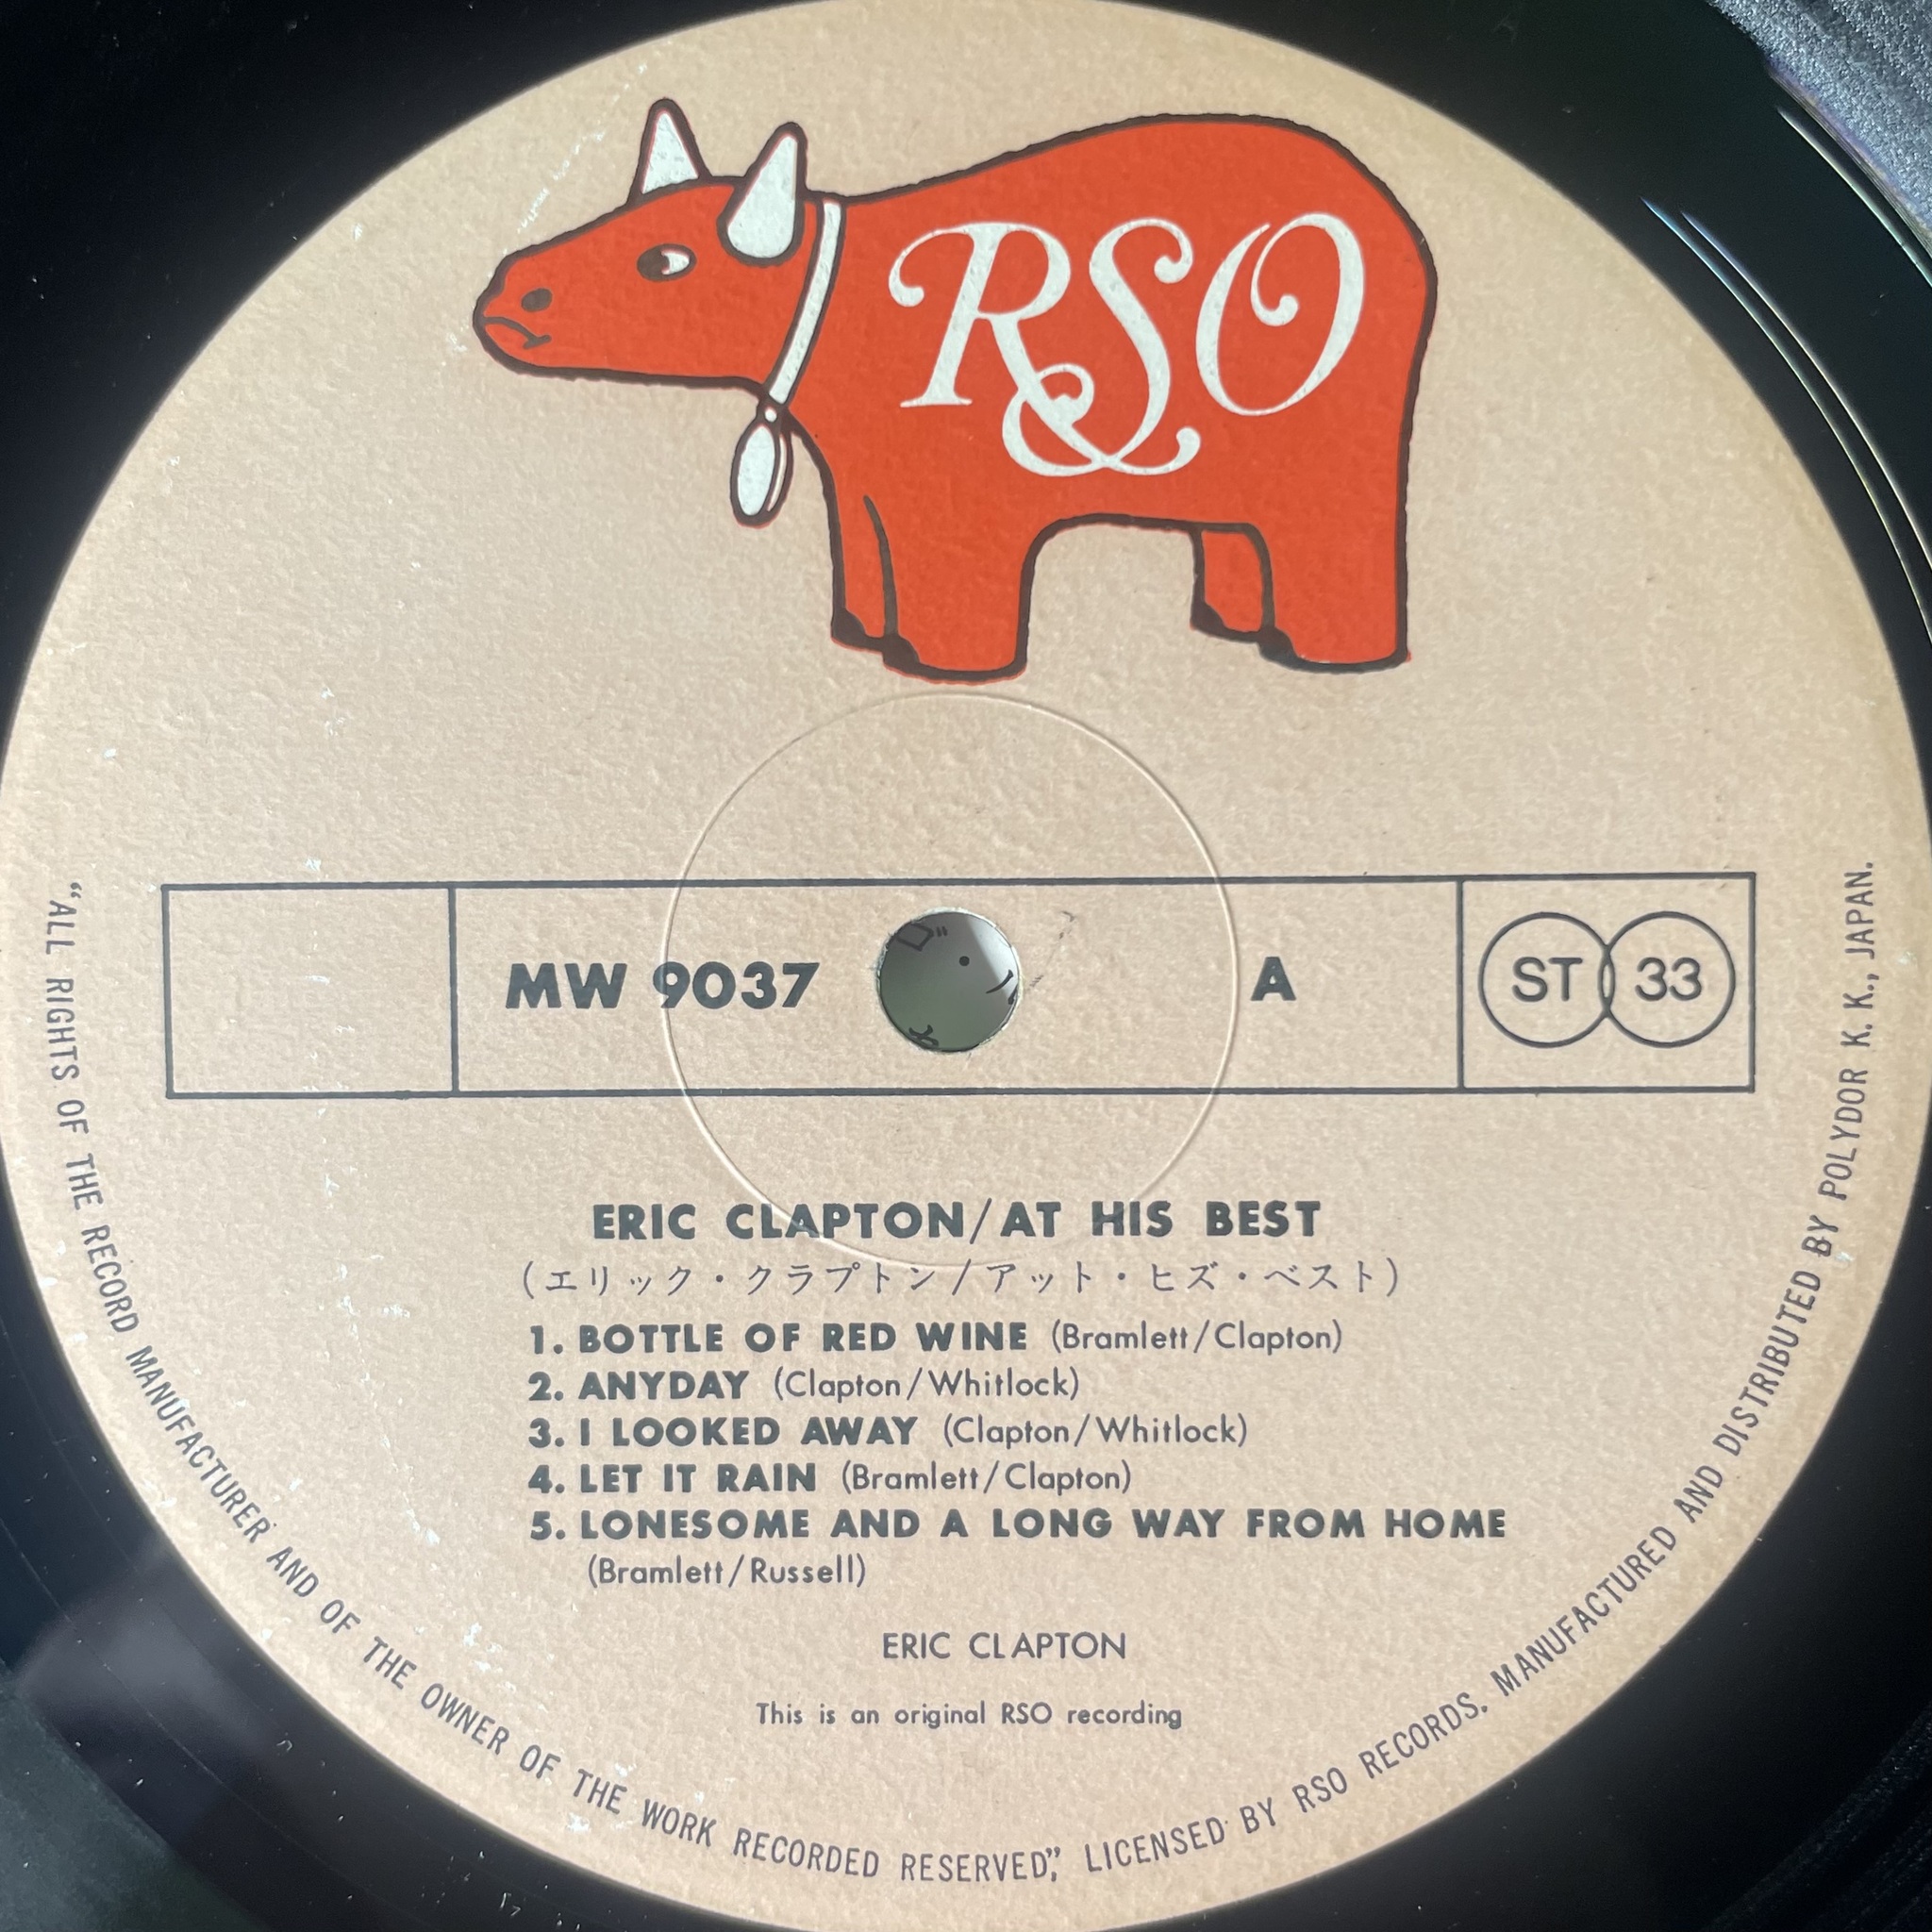 RSO
MW 9037
A
ST 33
ERIC CLAPTON/AT HIS BEST
(エリック・クラプトン/アット・ヒズ・ベスト)
1. BOTTLE OF RED WINE (Bramlett/Clapton)
2. ANYDAY (Clapton/Whitlock)
3. I LOOKED AWAY (Clapton/Whitlock)
4. LET IT RAIN (Bramlett/Clapton)
5. LONESOME AND A LONG WAY FROM HOME
(Bramlett/Russell)
ERIC CLAPTON
This is an original RSO recording
“ALL RIGHTS OF THE RECORD MANUFACTURER AND OF THE OWNER OF THE WORK RECORDED RESERVED,” LICENSED BY RSO RECORDS. MANUFACTURED AND DISTRIBUTED BY POLYDOR K. K., JAPAN.